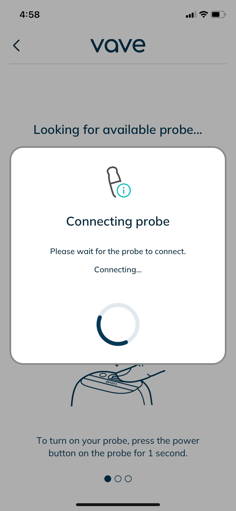 4:58
vave
Looking for available probe...
Connecting probe
Please wait for the probe to connect.
Connecting...
To turn on your probe, press the power
button on the probe for 1 second.